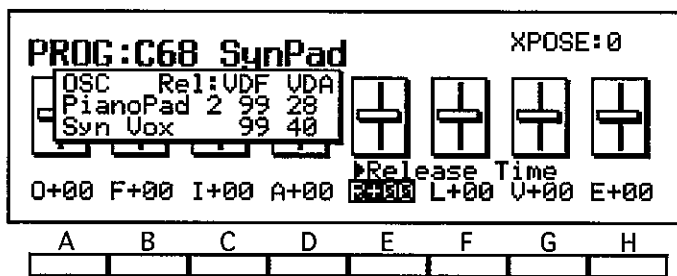 PROG:C68 SynPad XPOSE:0
OSC Rel:VDF VDA
PianoPad 2 99 28
Syn Vox 99 40
▶Release Time
O+00 F+00 I+00 A+00 R+00 L+00 V+00 E+00
A B C D E F G H